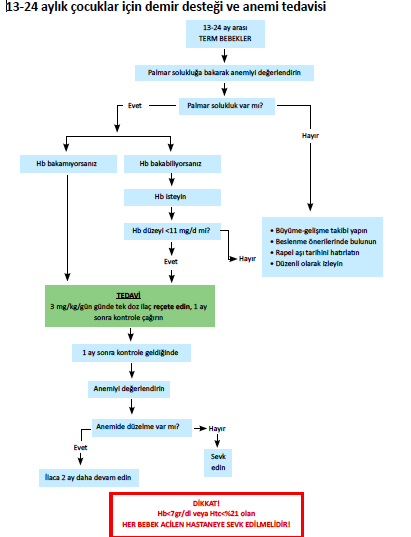 13-24 aylık çocuklar için demir desteği ve anemi tedavisi
13-24 ay arası
TERM BEBEKLER
Palmar solukluğa bakarak anemiyi değerlendirin
Palmar solukluk var mı?
Evet
Hayır
Hb bakamıyorsanız
Hb bakabiliyorsanız
Hb isteyin
Hb düzeyi <11 mg/d mi?
Evet
Hayır
• Büyüme-gelişme takibi yapın
• Beslenme önerilerinde bulunun
• Rapel aşı tarihini hatırlatın
• Düzenli olarak izleyin
TEDAVİ
3 mg/kg/gün günde tek doz ilaç reçete edin, 1 ay
sonra kontrole çağırın
1 ay sonra kontrole geldiğinde
Anemiyi değerlendirin
Anemide düzelme var mı?
Hayır
Evet
Sevk
edin
İlaca 2 ay daha devam edin
DİKKAT!
Hb<7gr/dl veya Htc<%21 olan
HER BEBEK ACİLEN HASTANEYE SEVK EDİLMELİDİR!